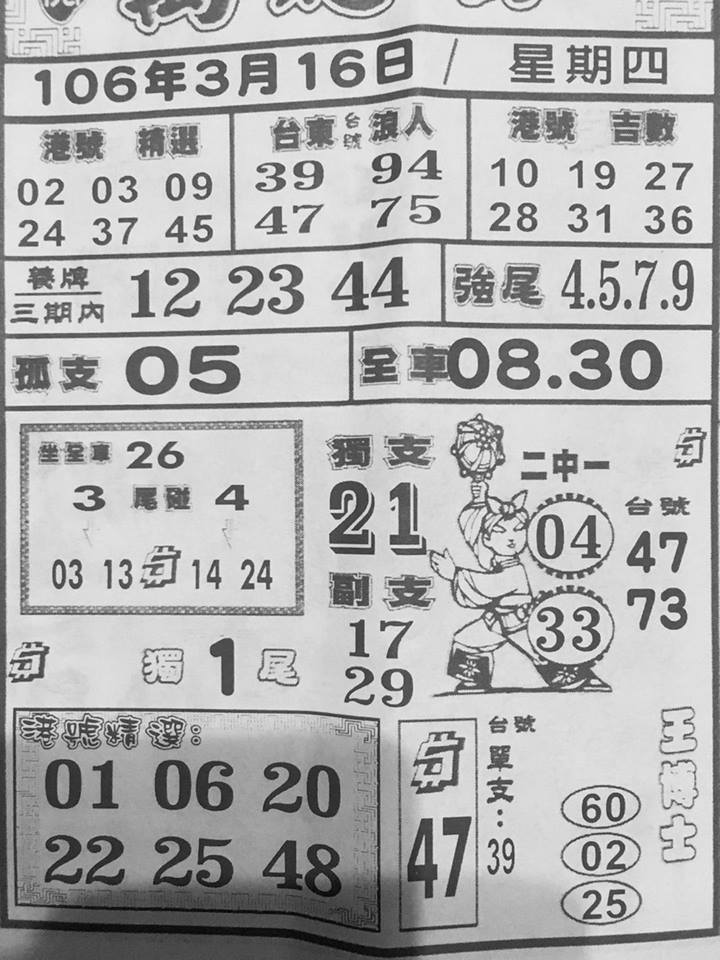 106年3月16日 / 星期四
港號 精選
02 03 09
24 37 45
台東 台號 浪人
39 94
47 75
港號 吉數
10 19 27
28 31 36
養牌
三期內
12 23 44
強尾 4.5.7.9
孤支 05
全車 08.30
坐全車 26
3 尾碰 4
03 13 14 24
獨 1 尾
獨支
21
副支
17
29
二中一
04
33
台號
47
73
港號精選:
01 06 20
22 25 48
47
台號
單支:
39
王博士
60
02
25